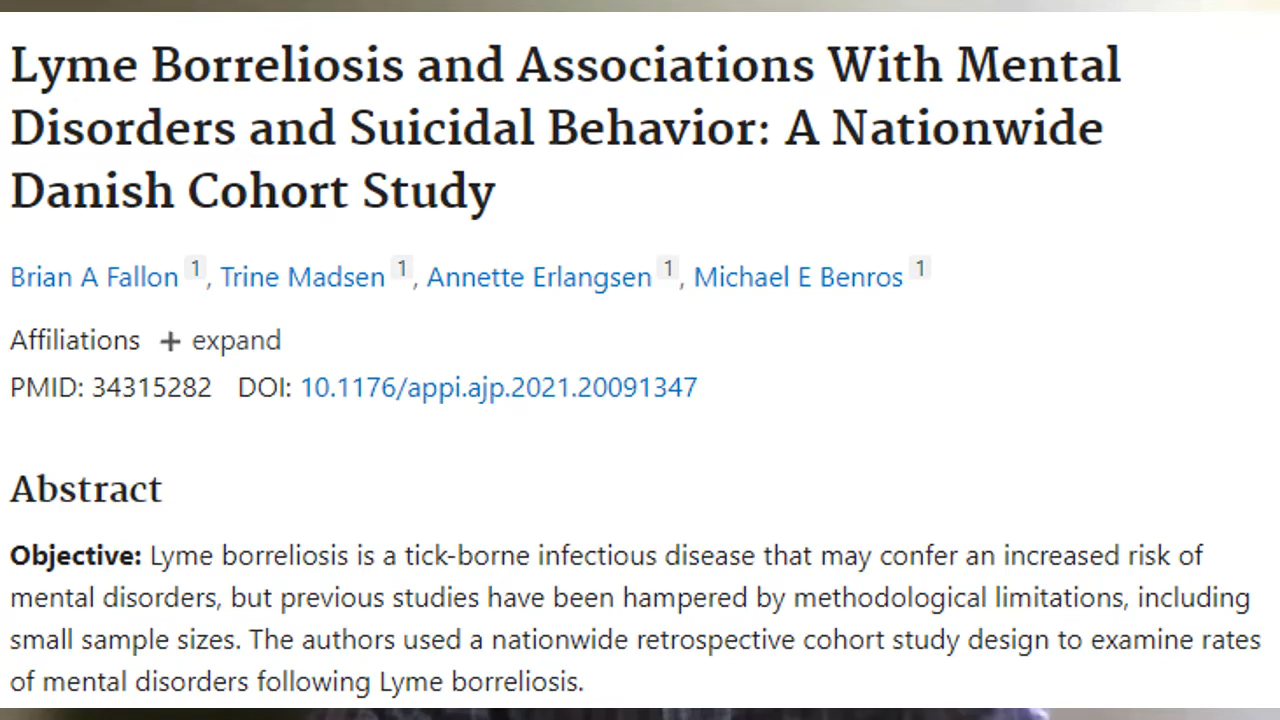 Lyme Borreliosis and Associations With Mental
Disorders and Suicidal Behavior: A Nationwide
Danish Cohort Study
Brian A Fallon 1, Trine Madsen 1, Annette Erlangsen 1, Michael E Benros 1
Affiliations + expand
PMID: 34315282 DOI: 10.1176/appi.ajp.2021.20091347
Abstract
Objective: Lyme borreliosis is a tick-borne infectious disease that may confer an increased risk of
mental disorders, but previous studies have been hampered by methodological limitations, including
small sample sizes. The authors used a nationwide retrospective cohort study design to examine rates
of mental disorders following Lyme borreliosis.